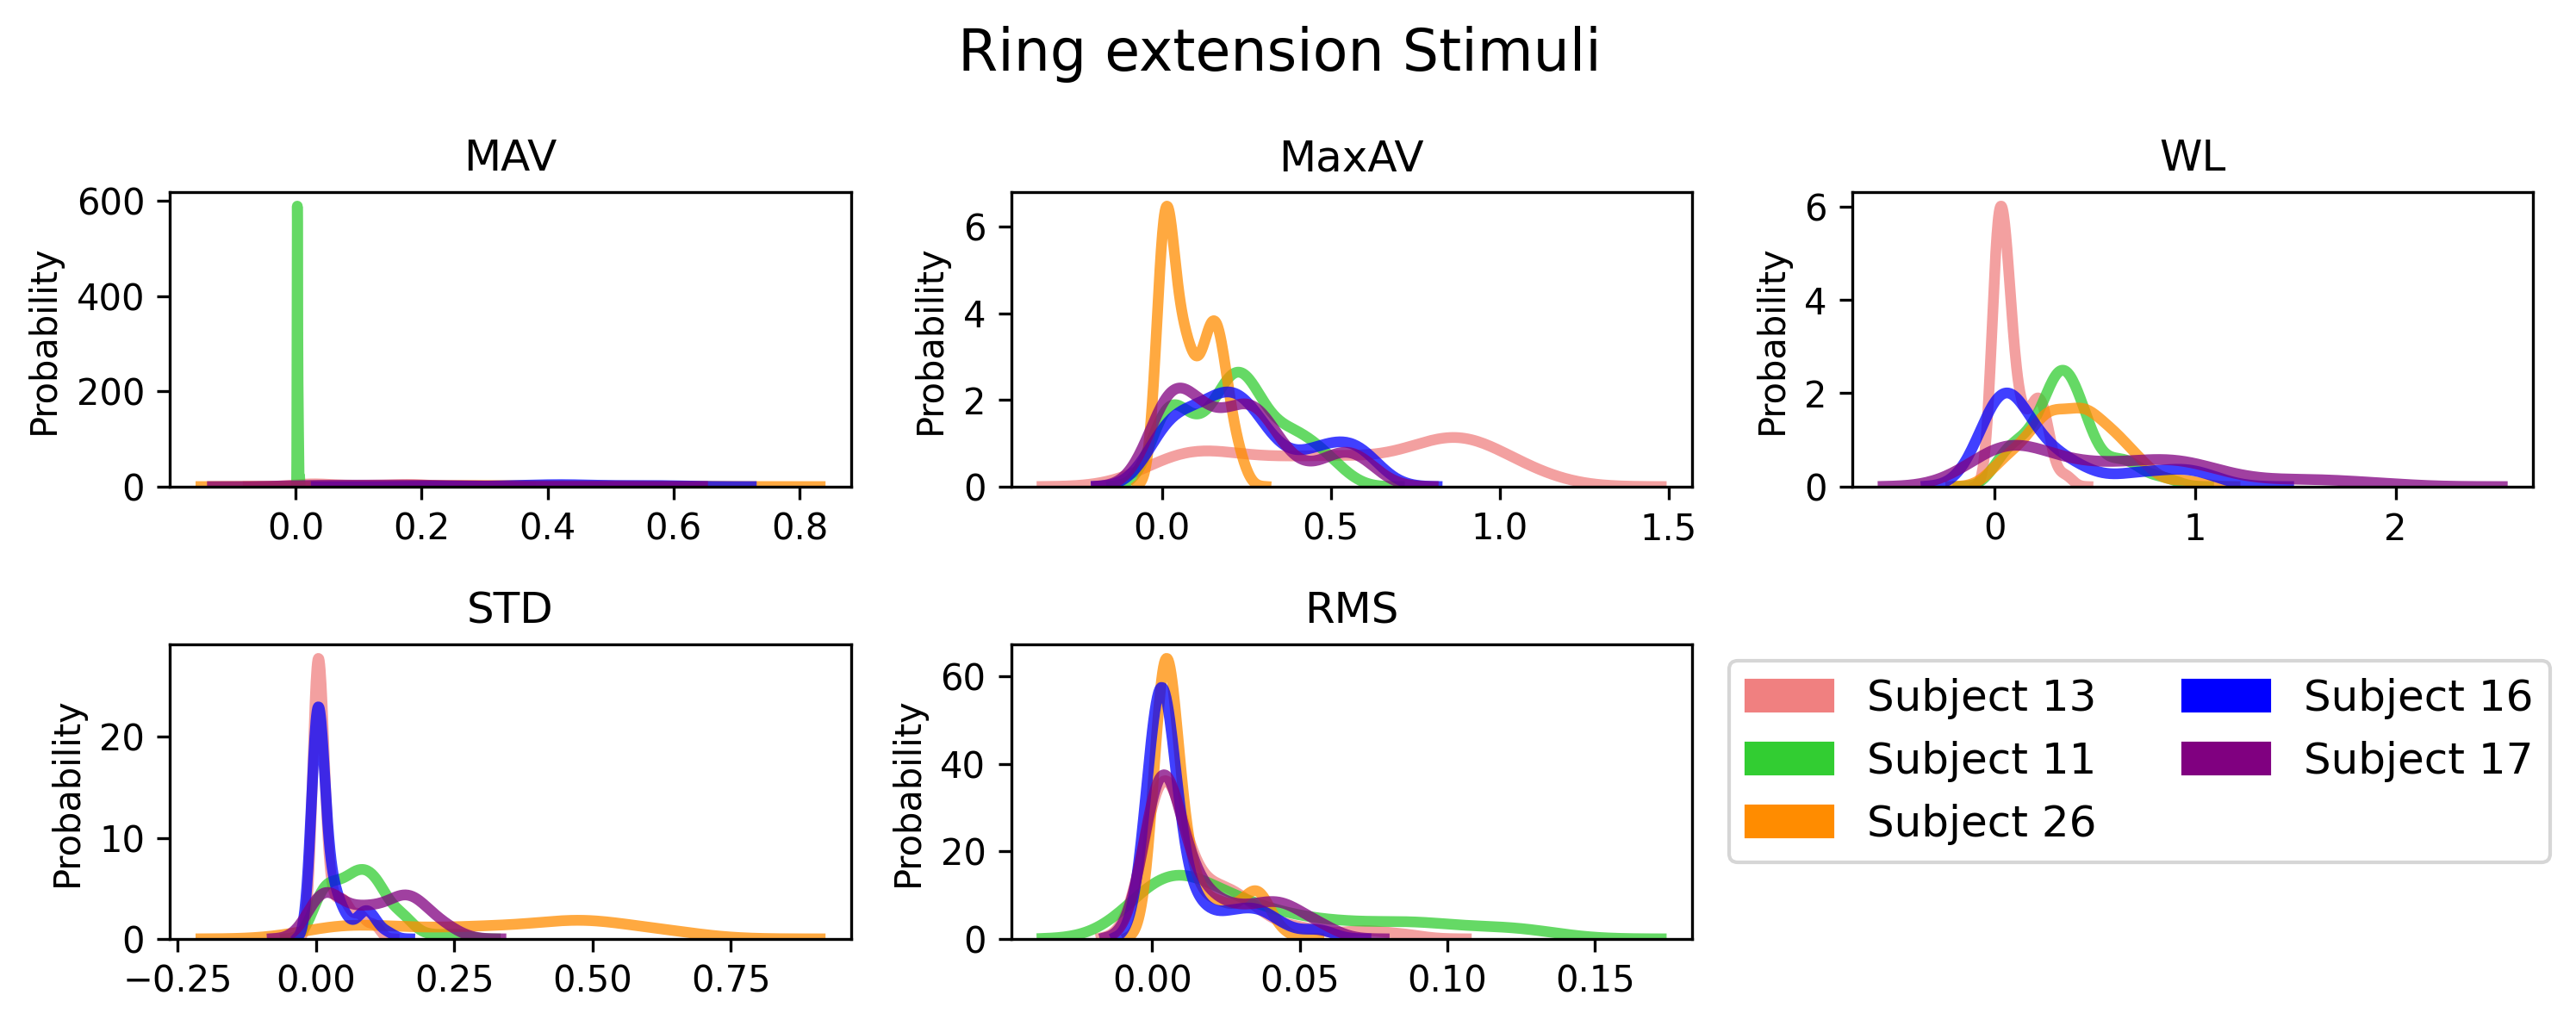 Ring extension Stimuli
MAV
Probability
600
400
200
0
0.0 0.2 0.4 0.6 0.8
MaxAV
Probability
6
4
2
0
0.0 0.5 1.0 1.5
WL
Probability
6
4
2
0
0 1 2
STD
Probability
20
10
0
−0.25 0.00 0.25 0.50 0.75
RMS
Probability
60
40
20
0
0.00 0.05 0.10 0.15
Subject 13
Subject 11
Subject 26
Subject 16
Subject 17